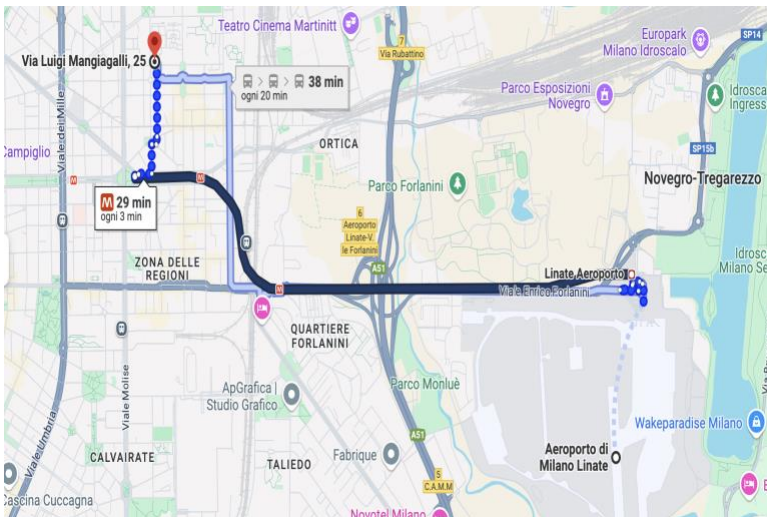 Teatro Cinema Martinitt
7
Via Rubattino
Europark
Milano Idroscalo
SP14
Via Luigi Mangiagalli, 25
38 min
ogni 20 min
Parco Esposizioni
Novegro
Idrosca
Ingress
Viale dei Mille
ORTICA
SP15b
Campiglio
M
M
Parco Forlanini
Novegro-Tregarezzo
M 29 min
ogni 3 min
6
Aeroporto
Linate-V.
le Forlanini
ZONA DELLE
REGIONI
A51
Linate Aeroporto
Idrosc
Milano Se
M
Viale Enrico Forlanini
QUARTIERE
FORLANINI
ApGrafica |
Studio Grafico
Parco Monluè
Viale Molise
Viale Umbria
A51
Wakeparadise Milano
CALVAIRATE
TALIEDO
Fabrique
Aeroporto di
Milano Linate
5
C.A.M.M
Cascina Cuccagna
Novotel Milano